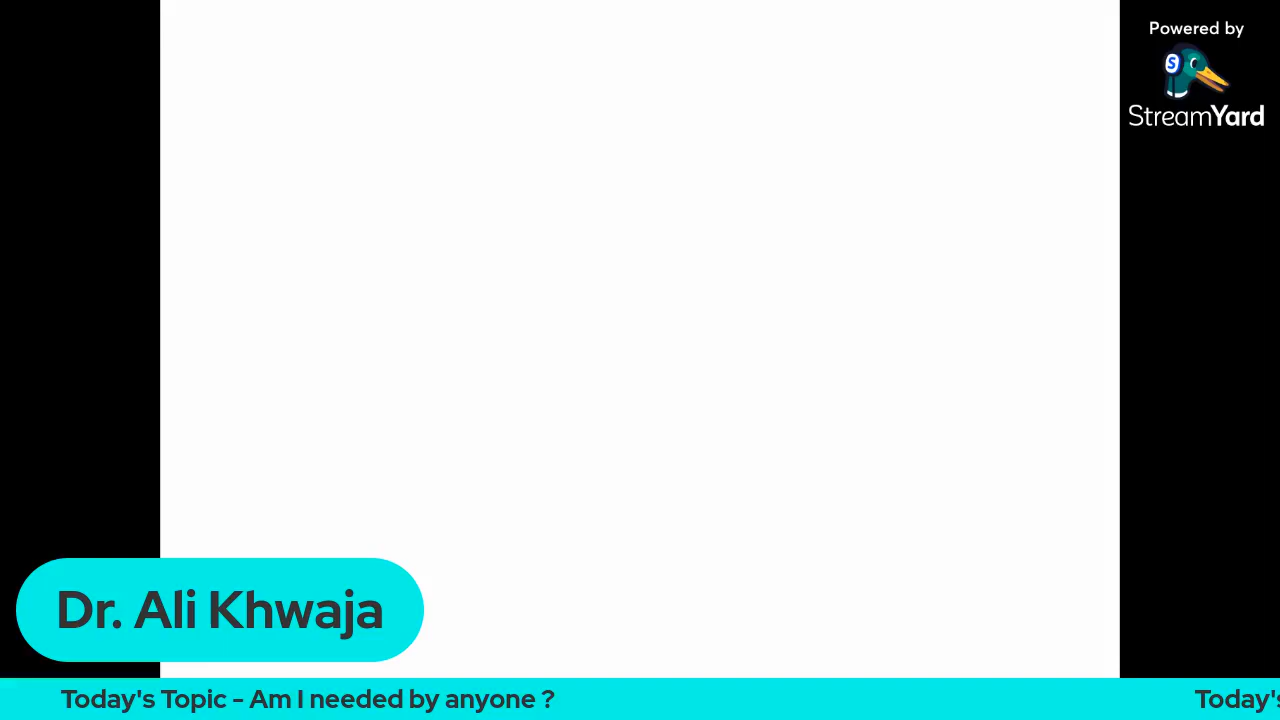 Powered by
S
StreamYard
Dr. Ali Khwaja
Today's Topic - Am I needed by anyone ?
Today's